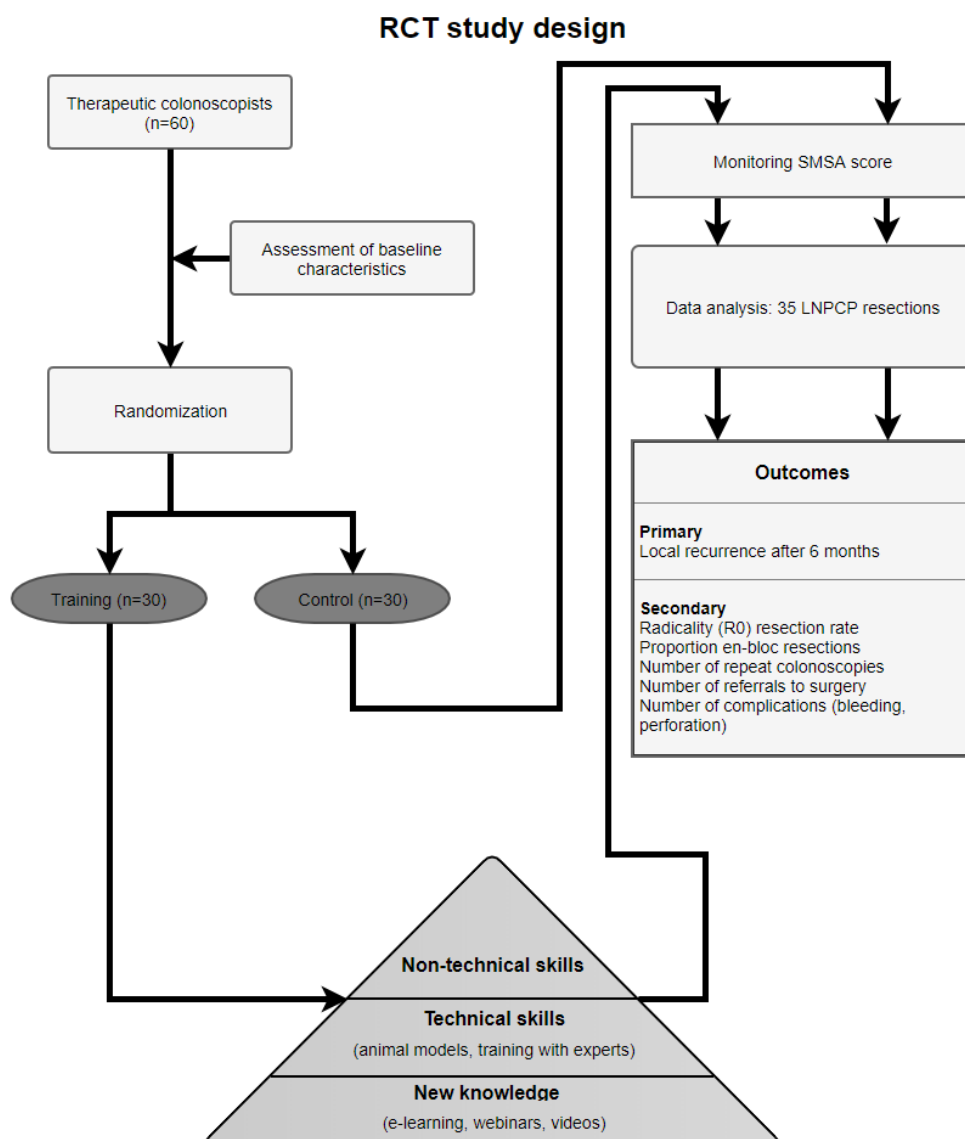 RCT study design
Therapeutic colonoscopists
(n=60)
Assessment of baseline
characteristics
Randomization
Training (n=30)
Control (n=30)
Non-technical skills
Technical skills
(animal models, training with experts)
New knowledge
(e-learning, webinars, videos)
Monitoring SMSA score
Data analysis: 35 LNPCP resections
Outcomes
Primary
Local recurrence after 6 months
Secondary
Radicality (R0) resection rate
Proportion en-bloc resections
Number of repeat colonoscopies
Number of referrals to surgery
Number of complications (bleeding,
perforation)